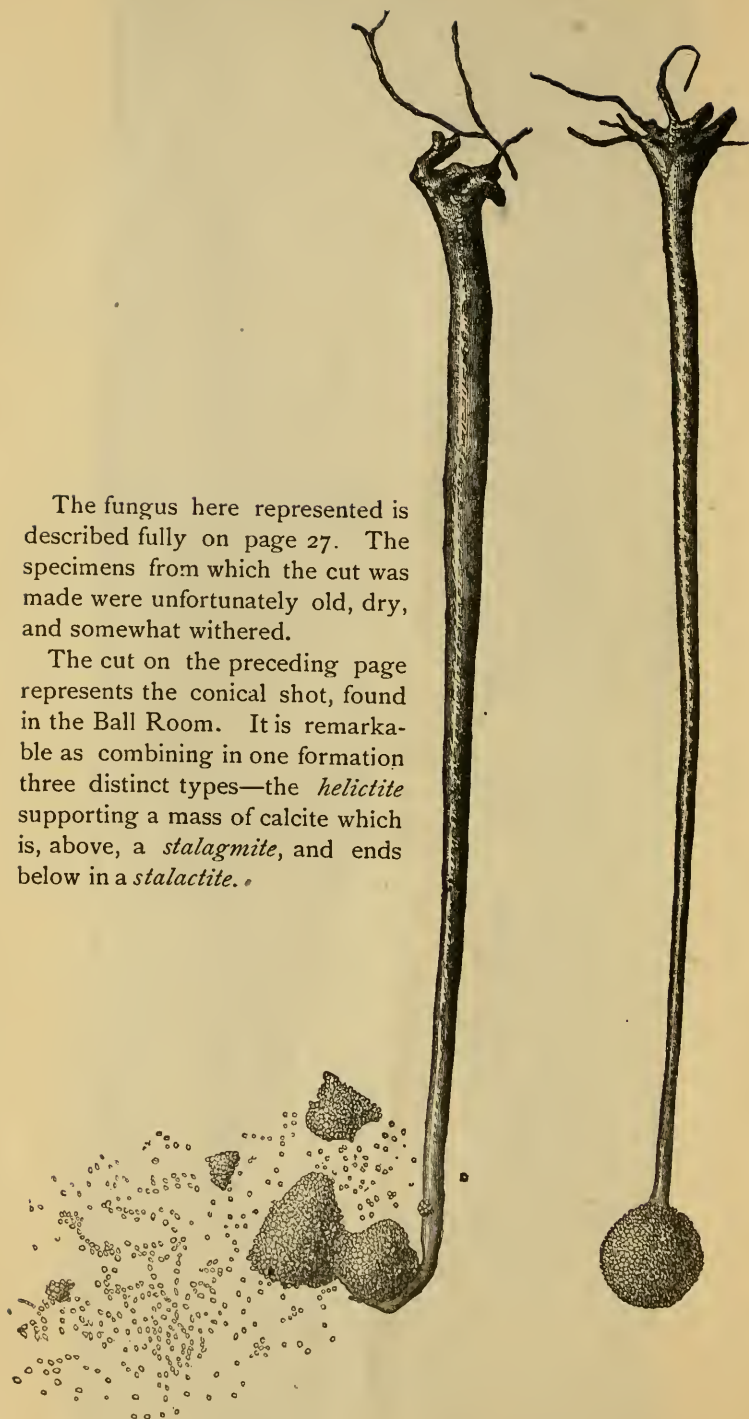 The fungus here represented is
described fully on page 27. The
specimens from which the cut was
made were unfortunately old, dry,
and somewhat withered.
The cut on the preceding page
represents the conical shot, found
in the Ball Room. It is remarka-
ble as combining in one formation
three distinct types—the helictite
supporting a mass of calcite which
is, above, a stalagmite, and ends
below in a stalactite.